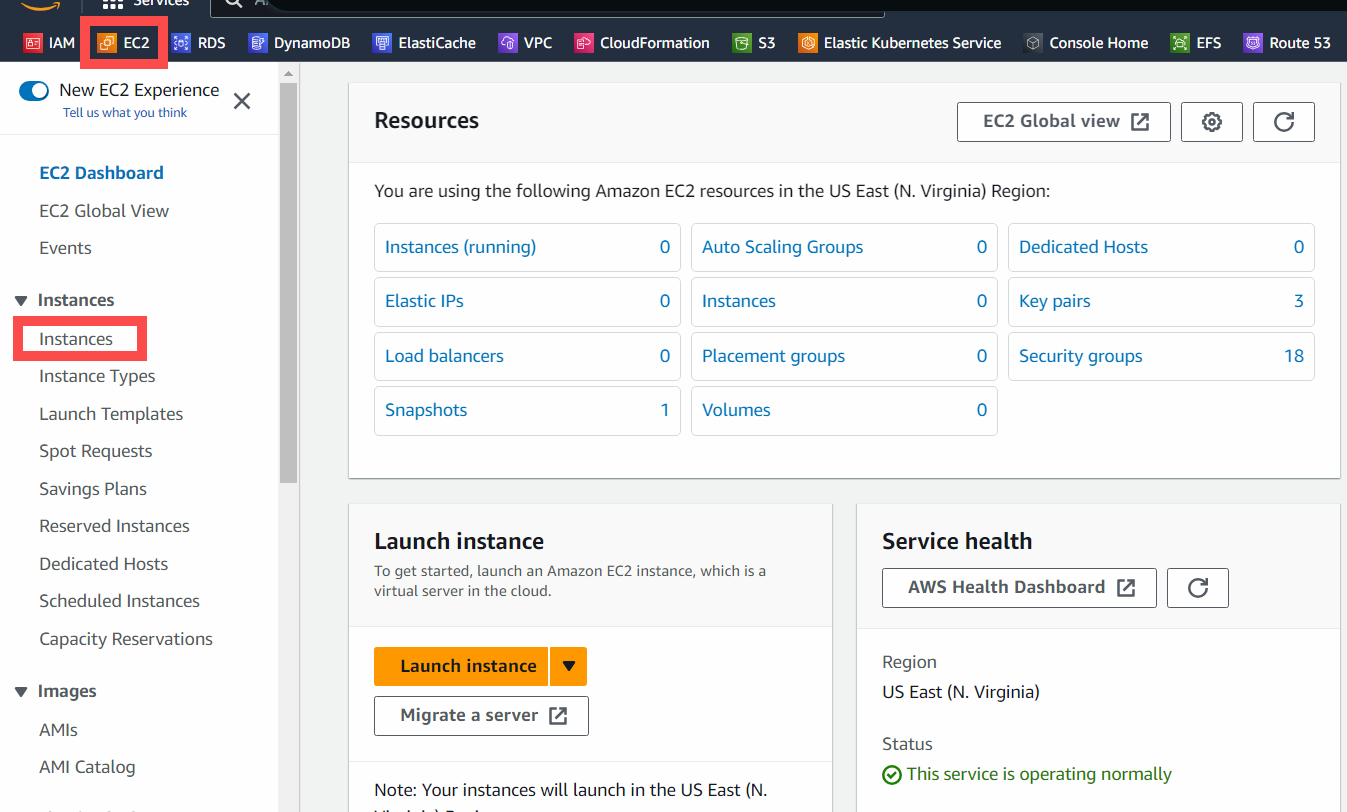 Services
IAM
EC2
RDS
DynamoDB
ElastiCache
VPC
CloudFormation
S3
Elastic Kubernetes Service
Console Home
EFS
Route 53
New EC2 Experience
Tell us what you think
EC2 Dashboard
EC2 Global View
Events
Instances
Instances
Instance Types
Launch Templates
Spot Requests
Savings Plans
Reserved Instances
Dedicated Hosts
Scheduled Instances
Capacity Reservations
Images
AMIs
AMI Catalog
Resources
EC2 Global view
You are using the following Amazon EC2 resources in the US East (N. Virginia) Region:
Instances (running) 0
Auto Scaling Groups 0
Dedicated Hosts 0
Elastic IPs 0
Instances 0
Key pairs 3
Load balancers 0
Placement groups 0
Security groups 18
Snapshots 1
Volumes 0
Launch instance
To get started, launch an Amazon EC2 instance, which is a
virtual server in the cloud.
Launch instance
Migrate a server
Note: Your instances will launch in the US East (N.
Service health
AWS Health Dashboard
Region
US East (N. Virginia)
Status
This service is operating normally